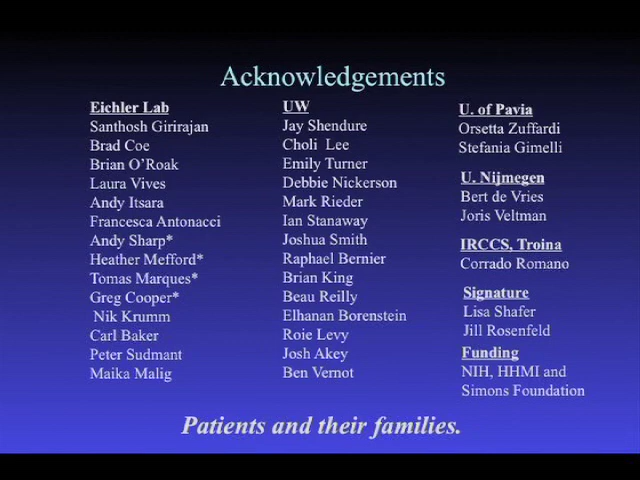 Acknowledgements
Eichler Lab
Santhosh Girirajan
Brad Coe
Brian O'Roak
Laura Vives
Andy Itsara
Francesca Antonacci
Andy Sharp*
Heather Mefford*
Tomas Marques*
Greg Cooper*
Nik Krumm
Carl Baker
Peter Sudmant
Maika Malig
UW
Jay Shendure
Choli Lee
Emily Turner
Debbie Nickerson
Mark Rieder
Ian Stanaway
Joshua Smith
Raphael Bernier
Brian King
Beau Reilly
Elhanan Borenstein
Roie Levy
Josh Akey
Ben Vernot
U. of Pavia
Orsetta Zuffardi
Stefania Gimelli
U. Nijmegen
Bert de Vries
Joris Veltman
IRCCS, Troina
Corrado Romano
Signature
Lisa Shafer
Jill Rosenfeld
Funding
NIH, HHMI and
Simons Foundation
Patients and their families.